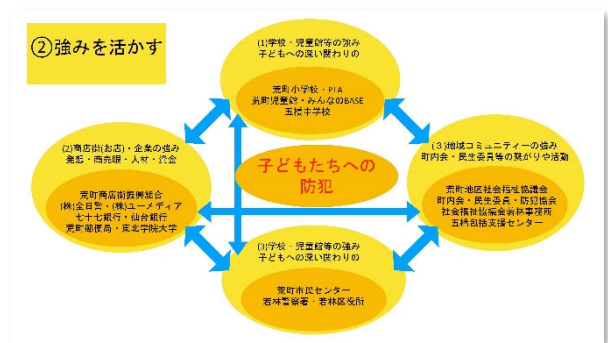 ②強みを活かす
(1)学校・児童館等の強み
子どもへの深い関わりの
荒町小学校・PTA
荒町児童館・みんなのBASE
五橋中学校
(2)商店街(お店)・企業の強み
発想・商売眼・人材・資金
荒町商店街振興組合
(株)全日警・(株)ユーメディア
七十七銀行・仙台銀行
荒町郵便局・東北学院大学
子どもたちへの
防犯
(3)地域コミュニティーの強み
町内会・民生委員等の繋がりや活動
荒町地区社会福祉協議会
町内会・民生委員・防犯協会
社会福祉協議会若林事務所
五橋包括支援センター
(3)学校・児童館等の強み
子どもへの深い関わりの
荒町市民センター
若林警察署・若林区役所